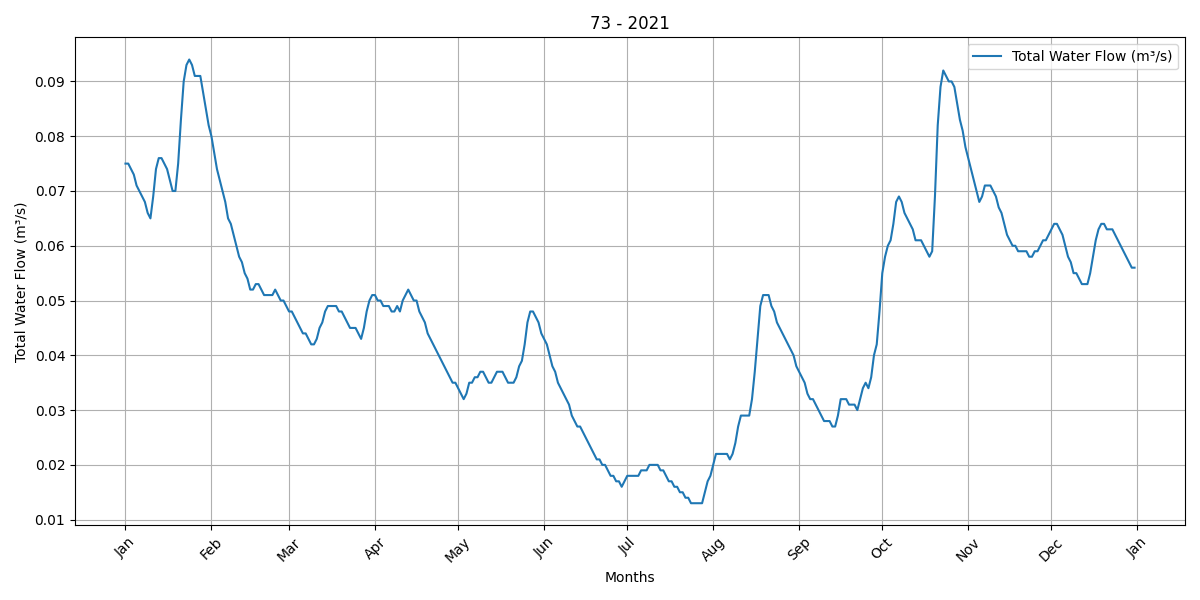 73 - 2021
Total Water Flow (m³/s)
Total Water Flow (m³/s)
0.09
0.08
0.07
0.06
0.05
0.04
0.03
0.02
0.01
Jan Feb Mar Apr May Jun Jul Aug Sep Oct Nov Dec Jan
Months